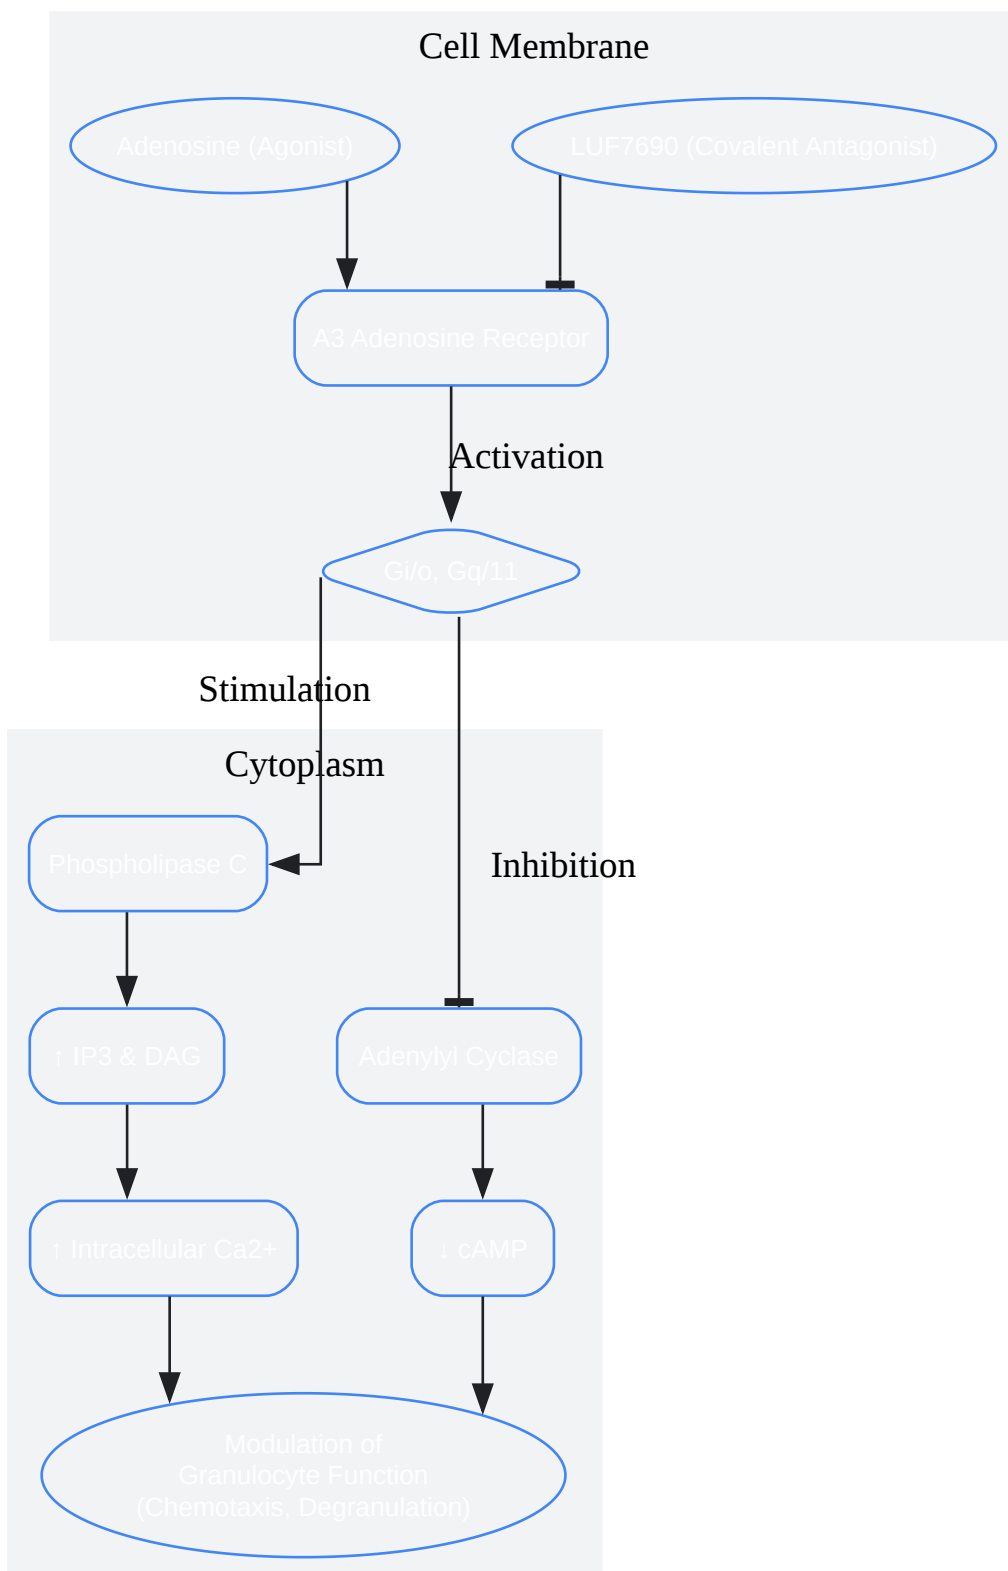 Cell Membrane
Adenosine (Agonist)
LUF7690 (Covalent Antagonist)
A3 Adenosine Receptor
Activation
Gi/o, Gq/11
Stimulation
Cytoplasm
Phospholipase C
Inhibition
↑ IP3 & DAG
Adenylyl Cyclase
↑ Intracellular Ca2+
↓ cAMP
Modulation of
Granulocyte Function
(Chemotaxis, Degranulation)